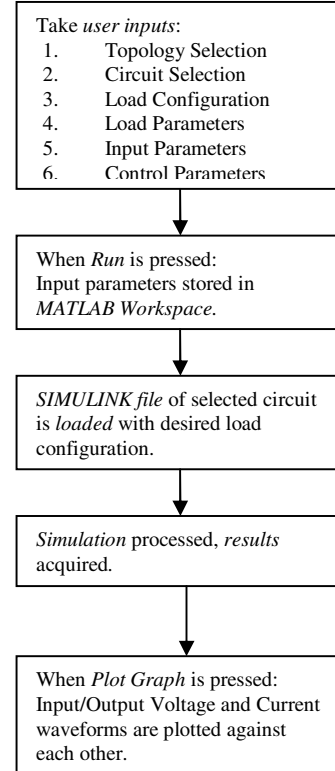 Take user inputs:
1. Topology Selection
2. Circuit Selection
3. Load Configuration
4. Load Parameters
5. Input Parameters
6. Control Parameters
When Run is pressed:
Input parameters stored in
MATLAB Workspace.
SIMULINK file of selected circuit
is loaded with desired load
configuration.
Simulation processed, results
acquired.
When Plot Graph is pressed:
Input/Output Voltage and Current
waveforms are plotted against
each other.